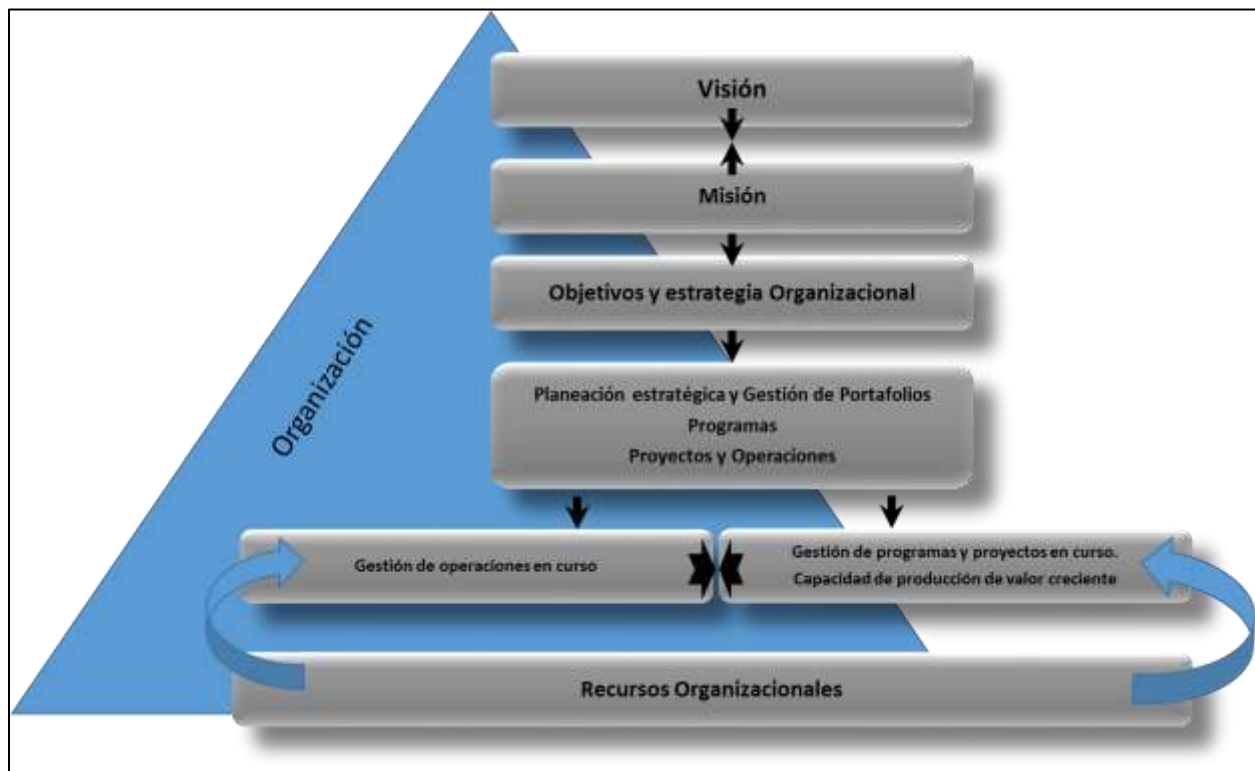 Visión
Misión
Objetivos y estrategia Organizacional
Organización
Planeación estratégica y Gestión de Portafolios
Programas
Proyectos y Operaciones
Gestión de operaciones en curso
Gestión de programas y proyectos en curso.
Capacidad de producción de valor creciente
Recursos Organizacionales